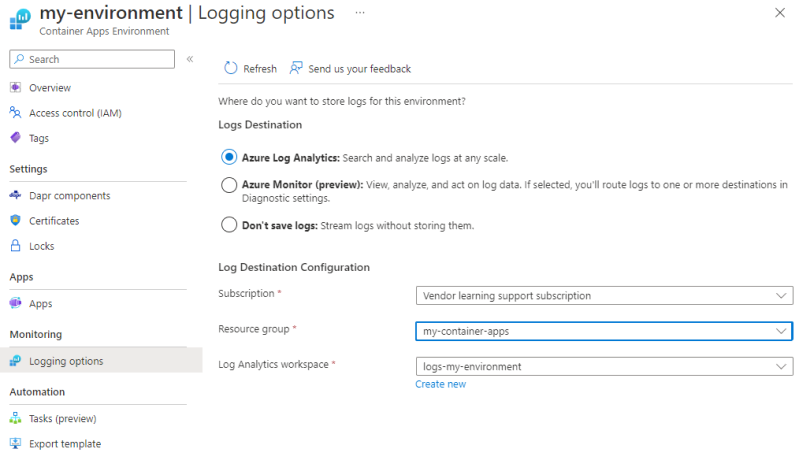 my-environment | Logging options ...
Container Apps Environment
Search
«
Overview
Access control (IAM)
Tags
Settings
Dapr components
Certificates
Locks
Apps
Apps
Monitoring
Logging options
Automation
Tasks (preview)
Export template
Refresh
Send us your feedback
Where do you want to store logs for this environment?
Logs Destination
Azure Log Analytics: Search and analyze logs at any scale.
Azure Monitor (preview): View, analyze, and act on log data. If selected, you'll route logs to one or more destinations in
Diagnostic settings.
Don't save logs: Stream logs without storing them.
Log Destination Configuration
Subscription *
Vendor learning support subscription
Resource group *
my-container-apps
Log Analytics workspace *
logs-my-environment
Create new